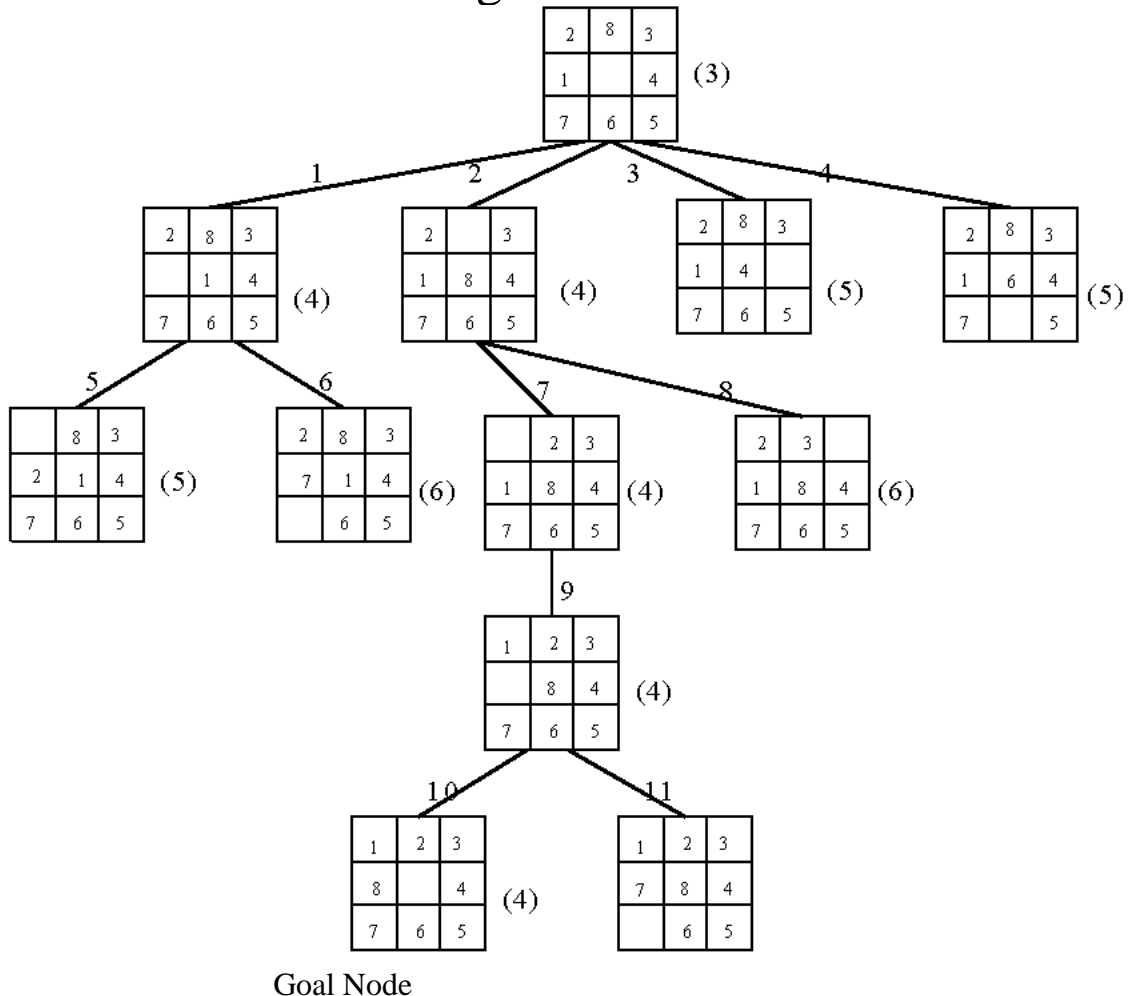 g
2 8 3
1 4 (3)
7 6 5
1 2 3 4
2 8 3 2 3 2 8 3 2 8 3
1 4 1 8 4 1 4 1 6 4
(4) (4) (5) (5)
7 6 5 7 6 5 7 6 5 7 5
5 6 7 8
8 3 2 8 3 2 3 2 3
2 1 4 (5) 7 1 4 (6) 1 8 4 (4) 1 8 4 (6)
7 6 5 6 5 7 6 5 7 6 5
9
1 2 3
8 4 (4)
7 6 5
10 11
1 2 3 1 2 3
8 4 (4) 7 8 4
7 6 5 6 5
Goal Node